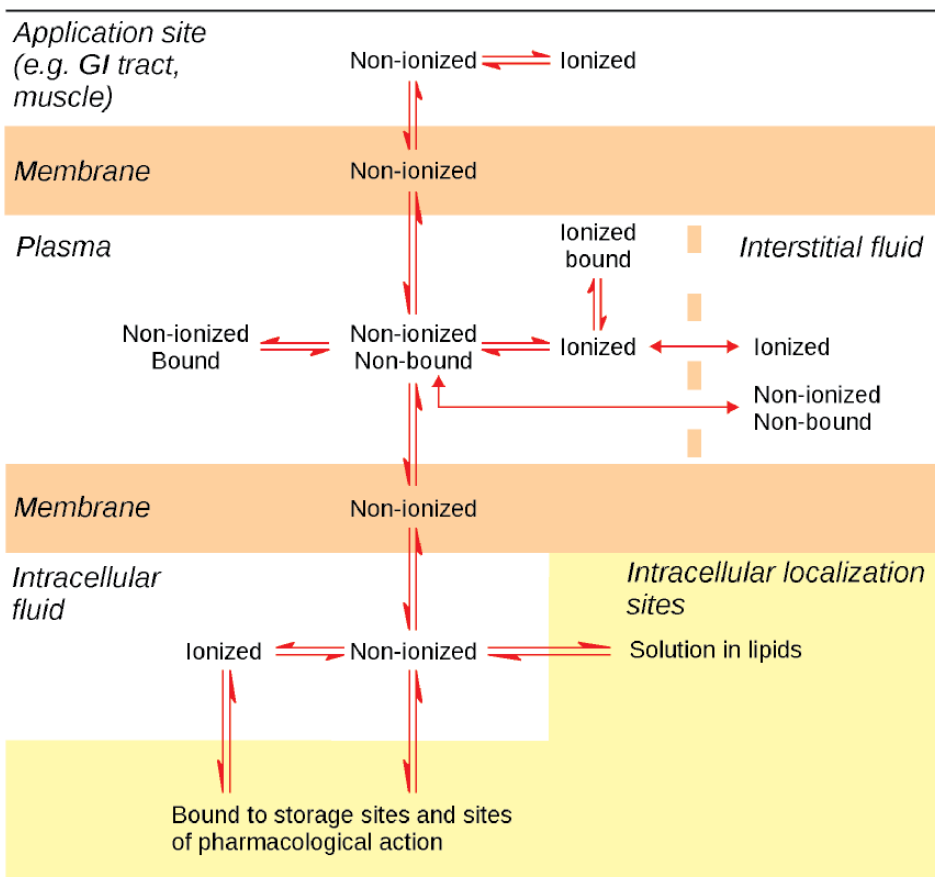 Application site
(e.g. GI tract,
muscle)
Non-ionized
Ionized
Membrane
Non-ionized
Plasma
Ionized
bound
Interstitial fluid
Non-ionized
Bound
Non-ionized
Non-bound
Ionized
Ionized
Non-ionized
Non-bound
Membrane
Non-ionized
Intracellular
fluid
Intracellular localization
sites
Ionized
Non-ionized
Solution in lipids
Bound to storage sites and sites
of pharmacological action